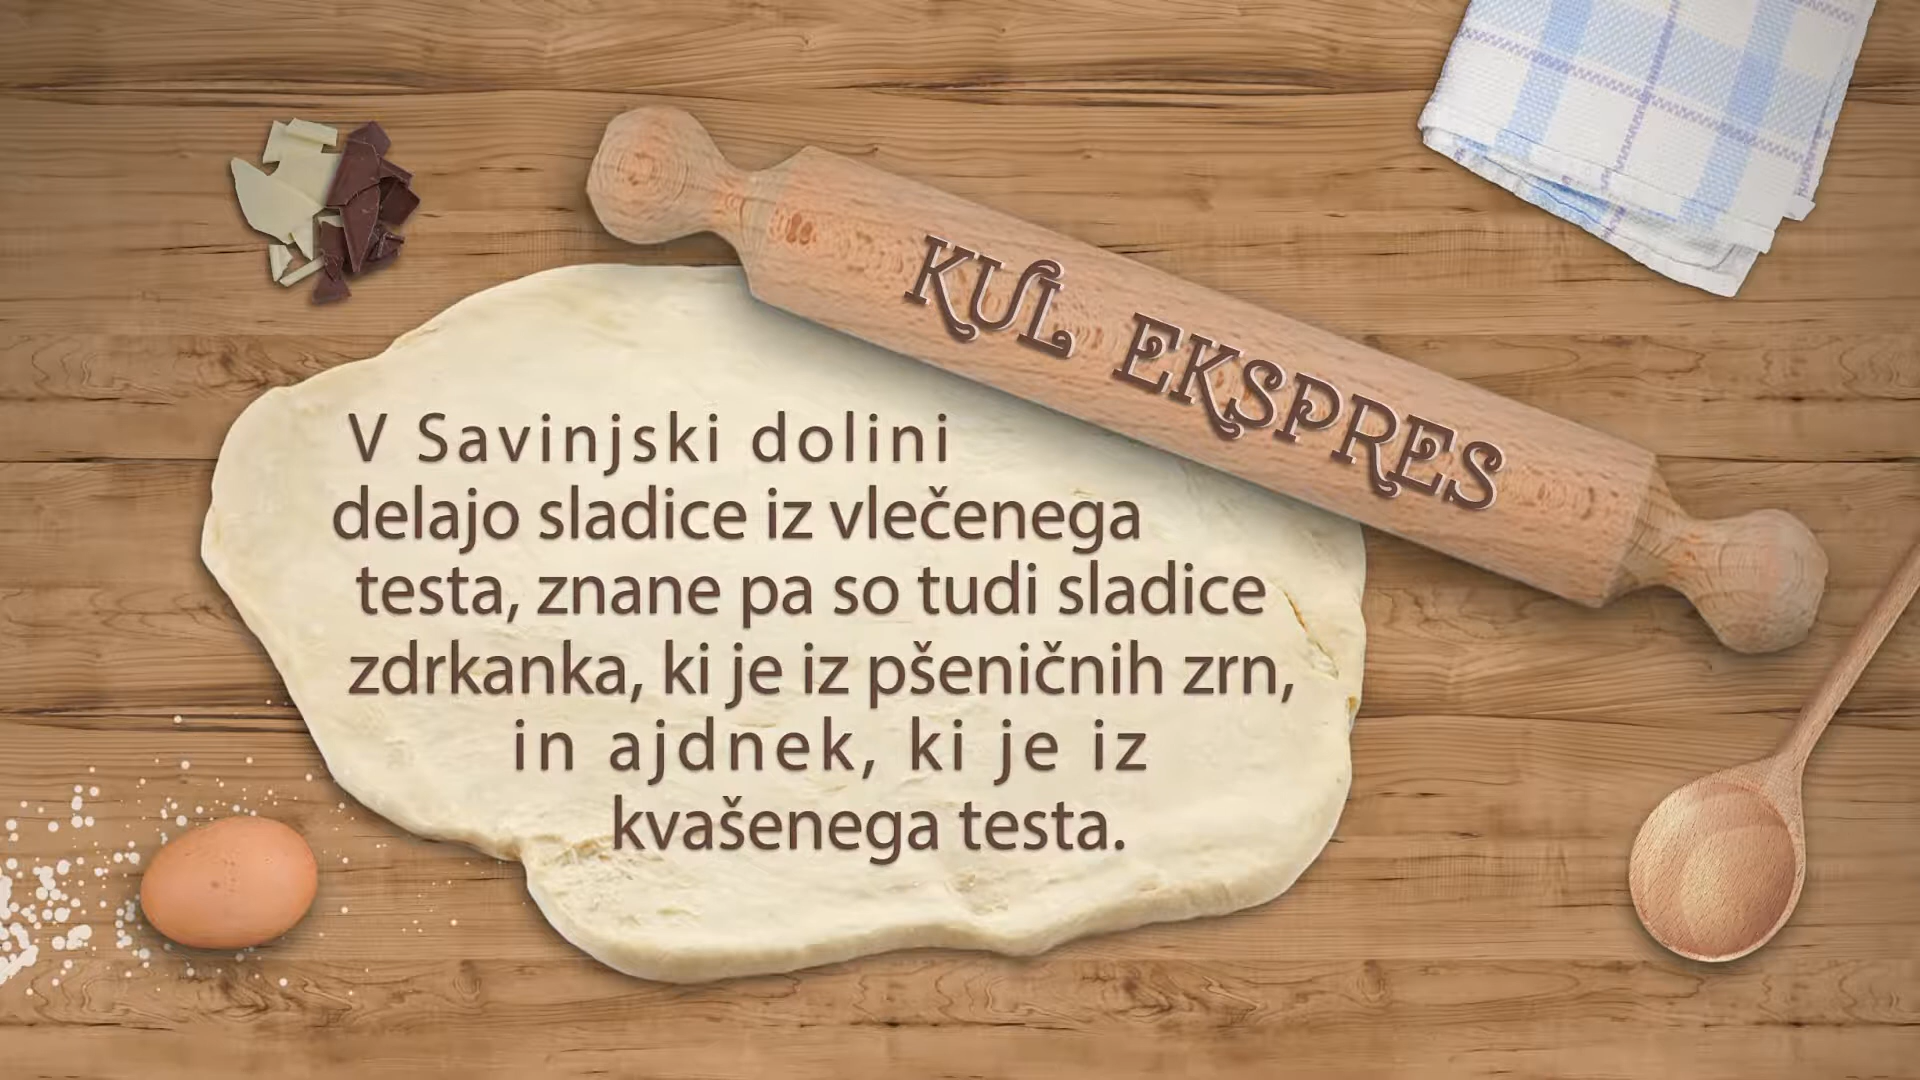 KUL EKSPRES
V Savinjski dolini
delajo sladice iz vlečenega
testa, znane pa so tudi sladice
zdrkanka, ki je iz pšeničnih zrn,
in ajdnek, ki je iz
kvašenega testa.